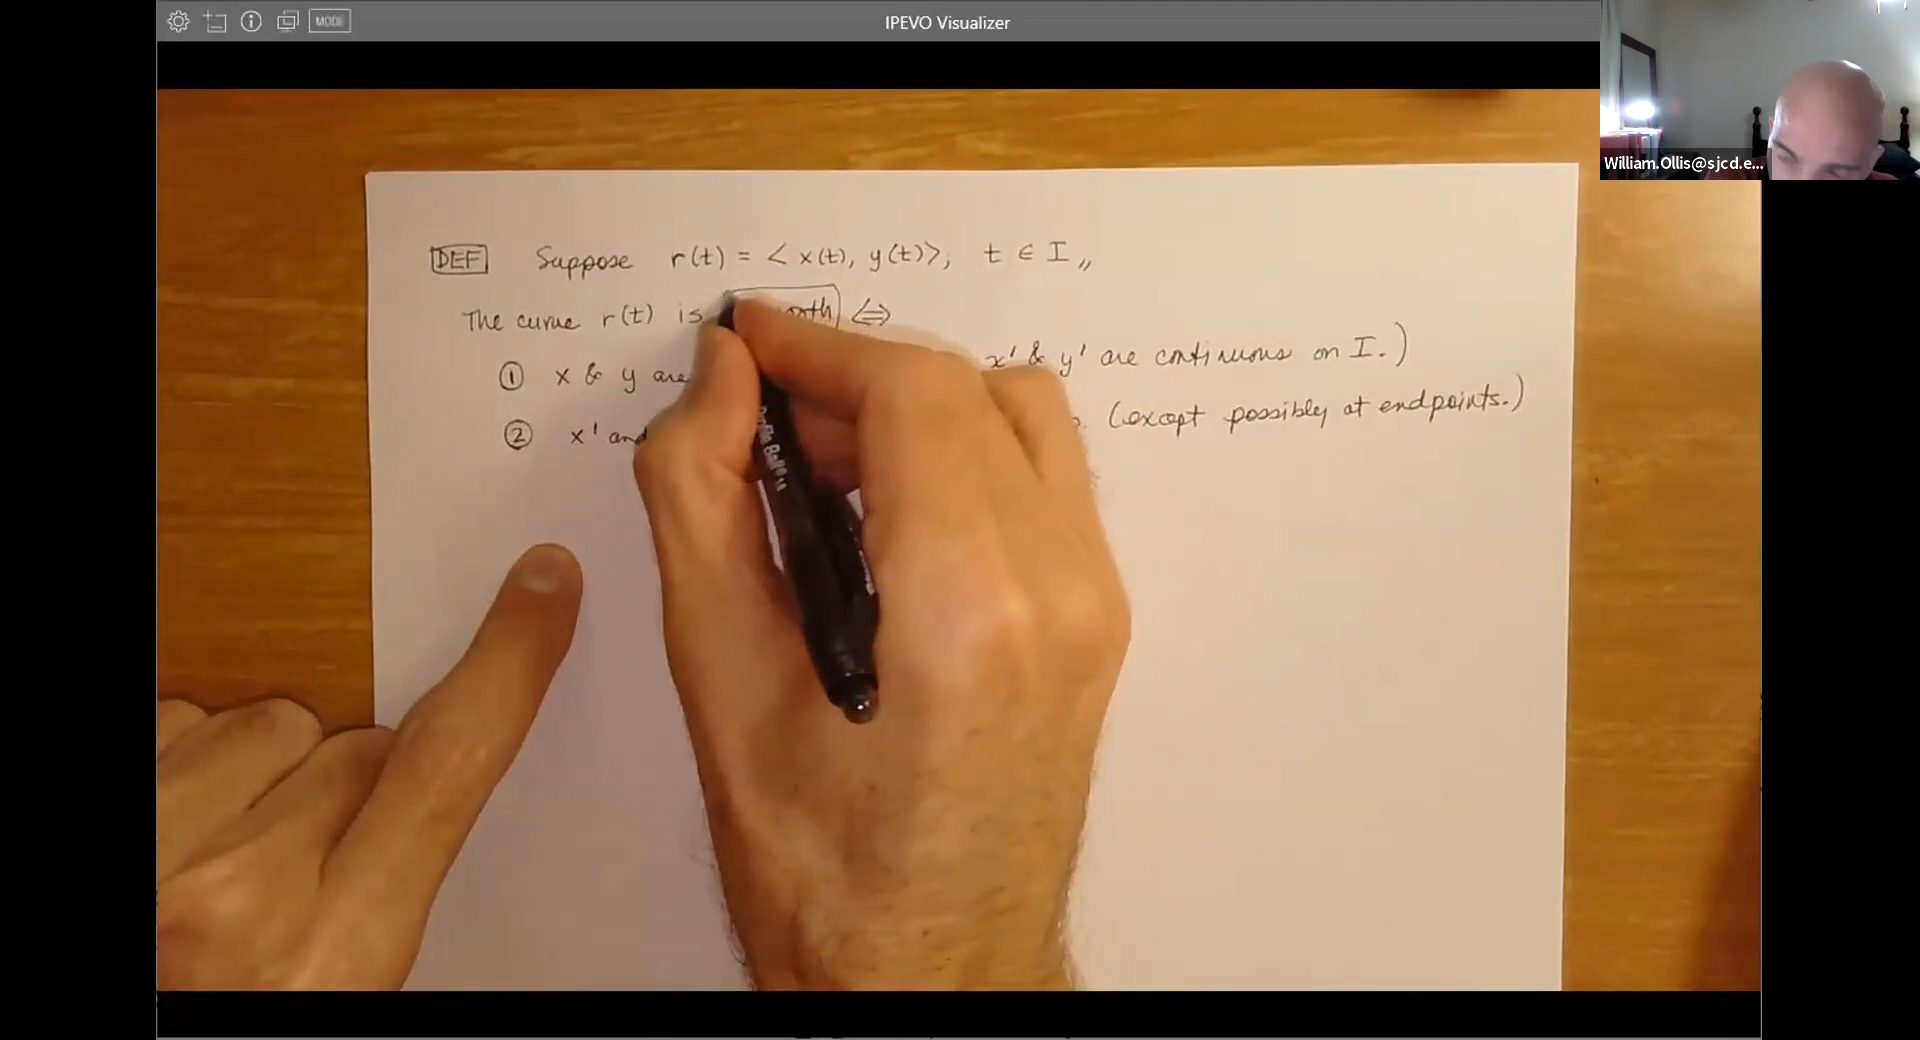 MODE
IPEVO Visualizer
William.Ollis@sjcd.e...
DEF Suppose r(t) = < x(t), y(t)>, t ∈ I,,
The curve r(t) is ⇔
① x & y are x' & y' are continuous on I.)
② x' and (except possibly at endpoints.)